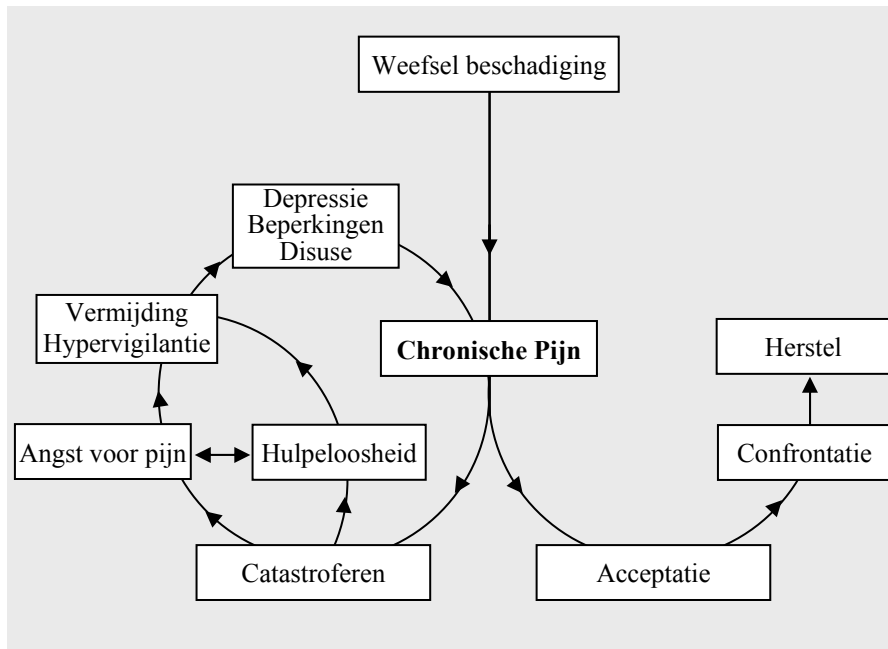 Weefsel beschadiging
Depressie
Beperkingen
Disuse
Vermijding
Hypervigilantie
Chronische Pijn
Herstel
Angst voor pijn
Hulpeloosheid
Confrontatie
Catastroferen
Acceptatie